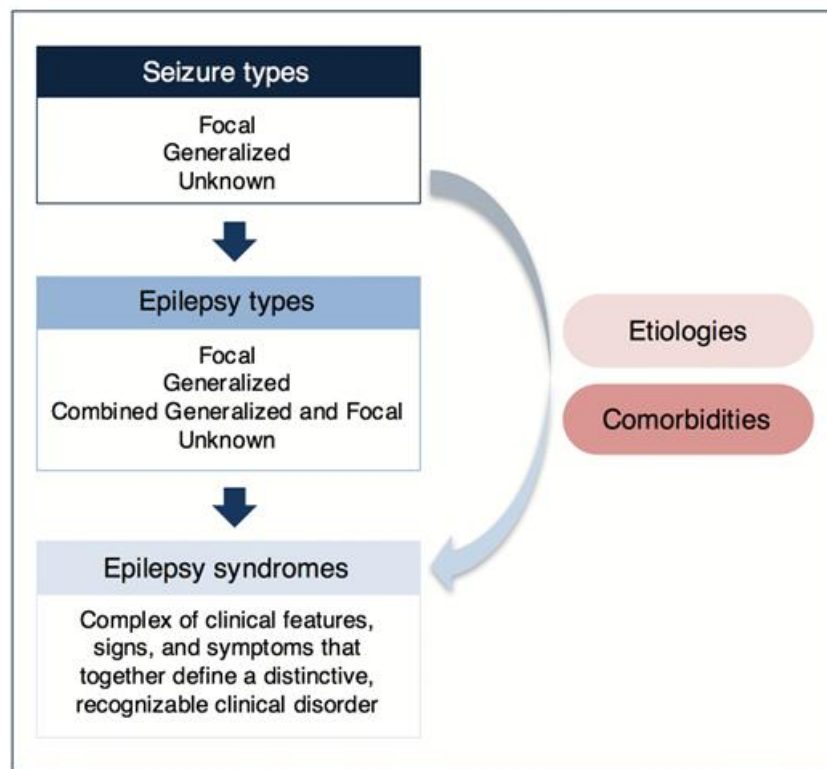 Seizure types
Focal
Generalized
Unknown
Epilepsy types
Focal
Generalized
Combined Generalized and Focal
Unknown
Etiologies
Comorbidities
Epilepsy syndromes
Complex of clinical features,
signs, and symptoms that
together define a distinctive,
recognizable clinical disorder